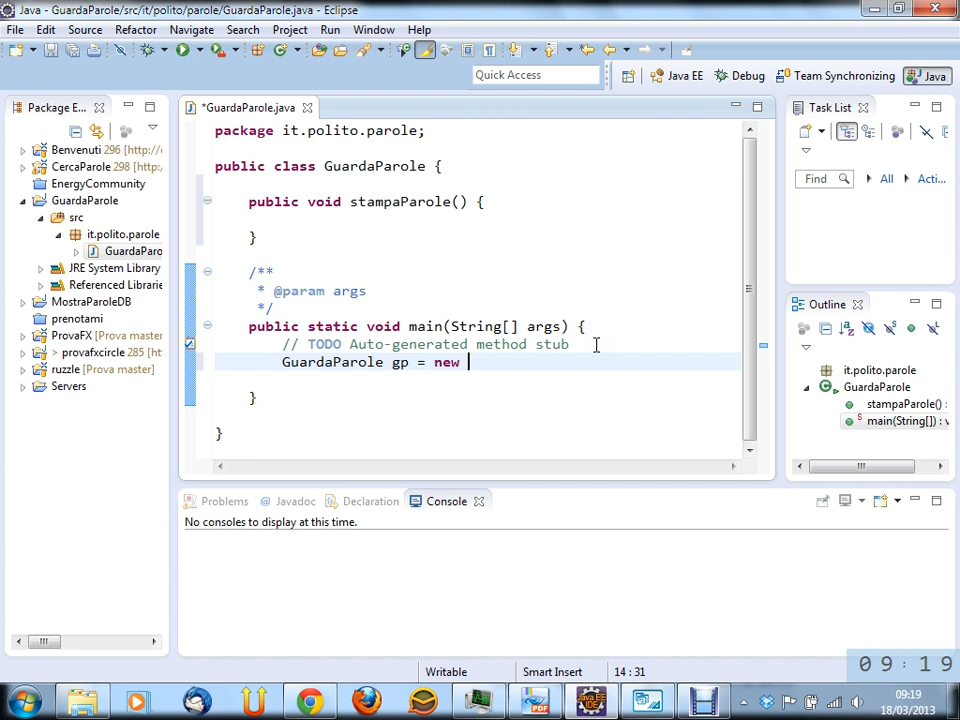 Java - GuardaParole/src/it/polito/parole/GuardaParole.java - Eclipse
File Edit Source Refactor Navigate Search Project Run Window Help
Quick Access
Java EE
Debug
Team Synchronizing
Java
Package E...
*GuardaParole.java
Task List
Benvenuti 296 [http:/
CercaParole 298 [http:
EnergyCommunity
GuardaParole
src
it.polito.parole
GuardaParo
JRE System Library
Referenced Librarie
MostraParoleDB
prenotami
ProvaFX [Prova master
> provafxcircle 285 [http
ruzzle [Prova master]
Servers
package it.polito.parole;
public class GuardaParole {
public void stampaParole() {
}
/**
* @param args
*/
public static void main(String[] args) {
// TODO Auto-generated method stub
GuardaParole gp = new
}
}
Find
All
Acti...
Outline
it.polito.parole
GuardaParole
stampaParole() :
S
main(String[]) : v
Problems
@ Javadoc
Declaration
Console
No consoles to display at this time.
Writable
Smart Insert
14 : 31
09:19
09:19
18/03/2013